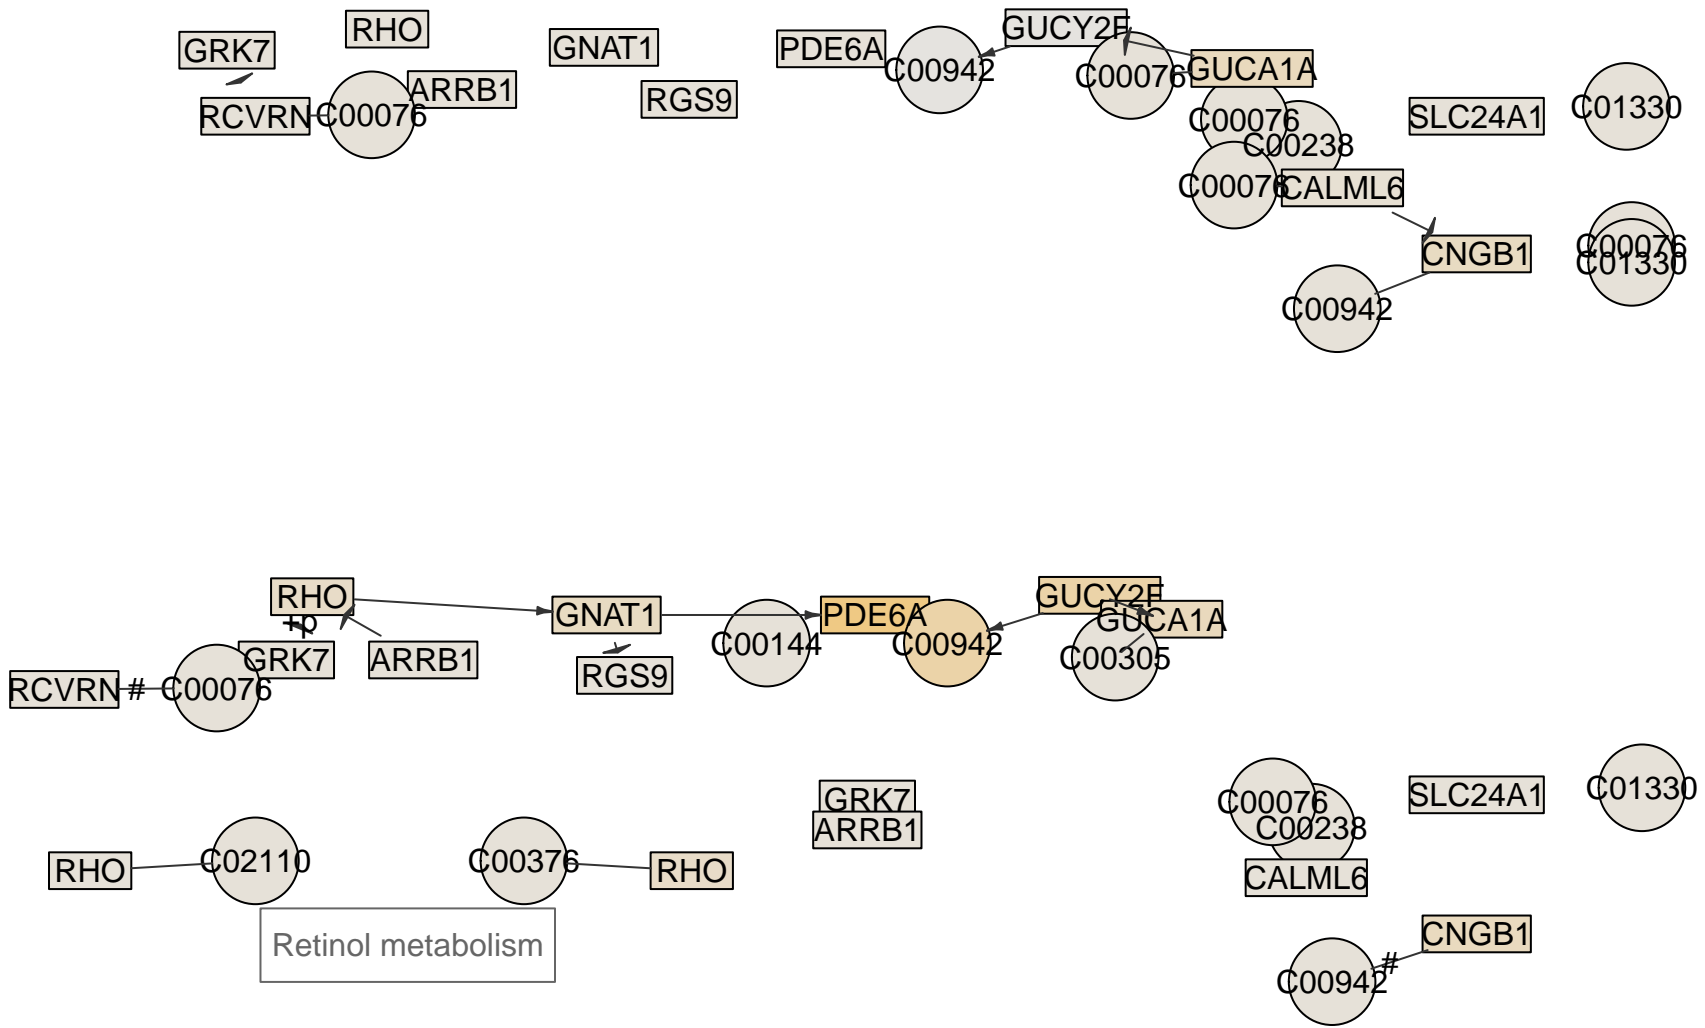 GRK7
RHO
GNAT1
PDE6A
C00942
GUCY2F
C00076
GUCA1A
RCVRN
C00076
ARRB1
RGS9
C00076
C00238
SLC24A1
C01330
C00076
CALML6
CNGB1
C00076
C01330
C00942
RHO
+p
GNAT1
PDE6A
GUCY2F
GUCA1A
GRK7
ARRB1
RGS9
C00144
C00942
C00305
RCVRN
#
C00076
GRK7
ARRB1
C00076
C00238
SLC24A1
C01330
RHO
C02110
C00376
RHO
CALML6
Retinol metabolism
CNGB1
#
C00942